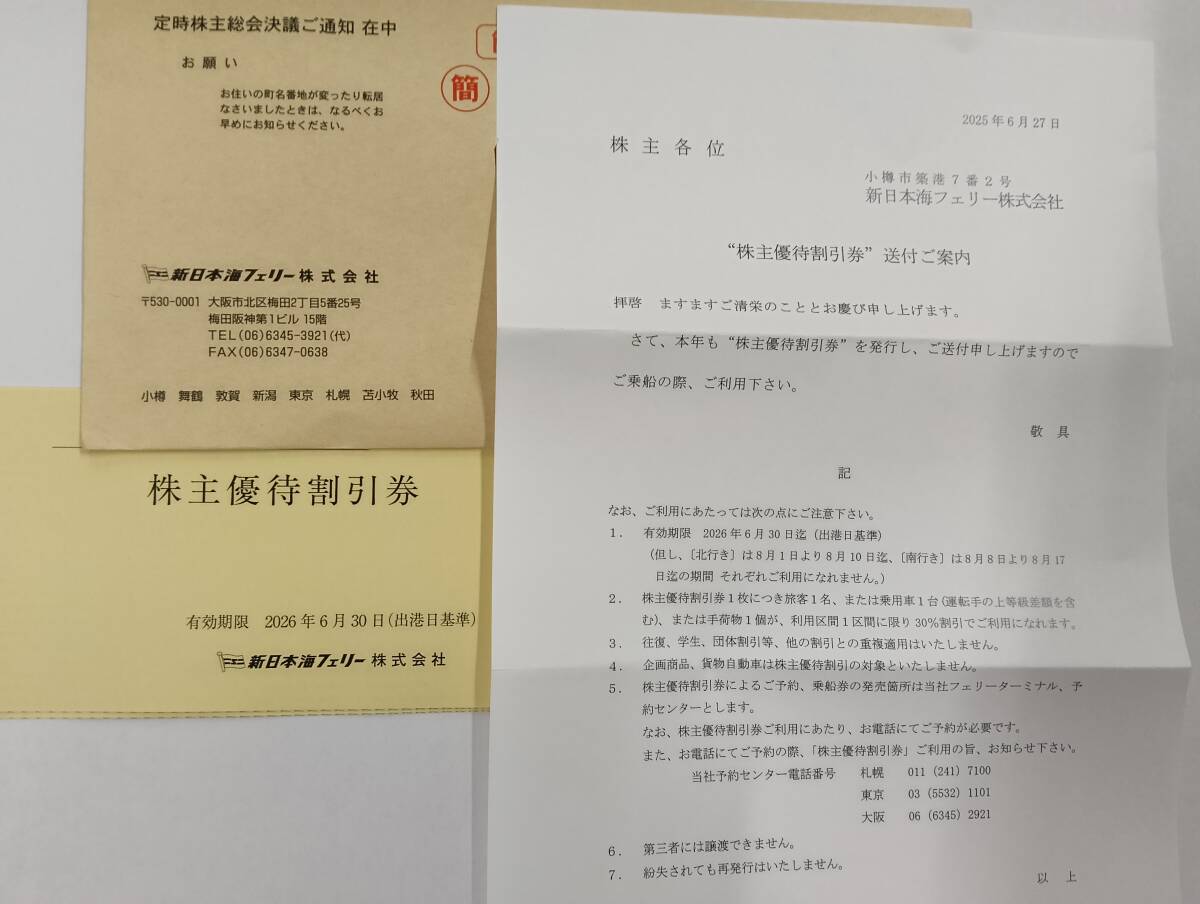 定時株主総会決議ご通知 在中
お願い
お住いの町名番地が変ったり転居
なさいましたときは、なるべくお
早めにお知らせください。
簡
新日本海フェリー株式会社
〒530-0001 大阪市北区梅田2丁目5番25号
梅田阪神第1ビル 15階
TEL(06)6345-3921(代)
FAX(06)6347-0638
小樽 舞鶴 敦賀 新潟 東京 札幌 苫小牧 秋田
株主優待割引券
有効期限 2026年6月30日(出港日基準)
新日本海フェリー株式会社
2025年6月27日
株主各位
小樽市築港7番2号
新日本海フェリー株式会社
“株主優待割引券”送付ご案内
拝啓 ますますご清栄のこととお慶び申し上げます。
さて、本年も“株主優待割引券”を発行し、ご送付申し上げますので
ご乗船の際、ご利用下さい。
敬具
記
なお、ご利用にあたっては次の点にご注意下さい。
1. 有効期限 2026年6月30日迄(出港日基準)
(但し、〔北行き〕は8月1日より8月10日迄、〔南行き〕は8月8日より8月17
日迄の期間 それぞれご利用になれません。)
2. 株主優待割引券1枚につき旅客1名、または乗用車1台(運転手の上等級差額を含
む)、または手荷物1個が、利用区間1区間に限り30%割引でご利用になれます。
3. 往復、学生、団体割引等、他の割引との重複適用はいたしません。
4. 企画商品、貨物自動車は株主優待割引の対象といたしません。
5. 株主優待割引券によるご予約、乗船券の発売箇所は当社フェリーターミナル、予
約センターとします。
なお、株主優待割引券ご利用にあたり、お電話にてご予約が必要です。
また、お電話にてご予約の際、「株主優待割引券」ご利用の旨、お知らせ下さい。
当社予約センター電話番号 札幌 011(241)7100
東京 03(5532)1101
大阪 06(6345)2921
6. 第三者には譲渡できません。
7. 紛失されても再発行はいたしません。
以上